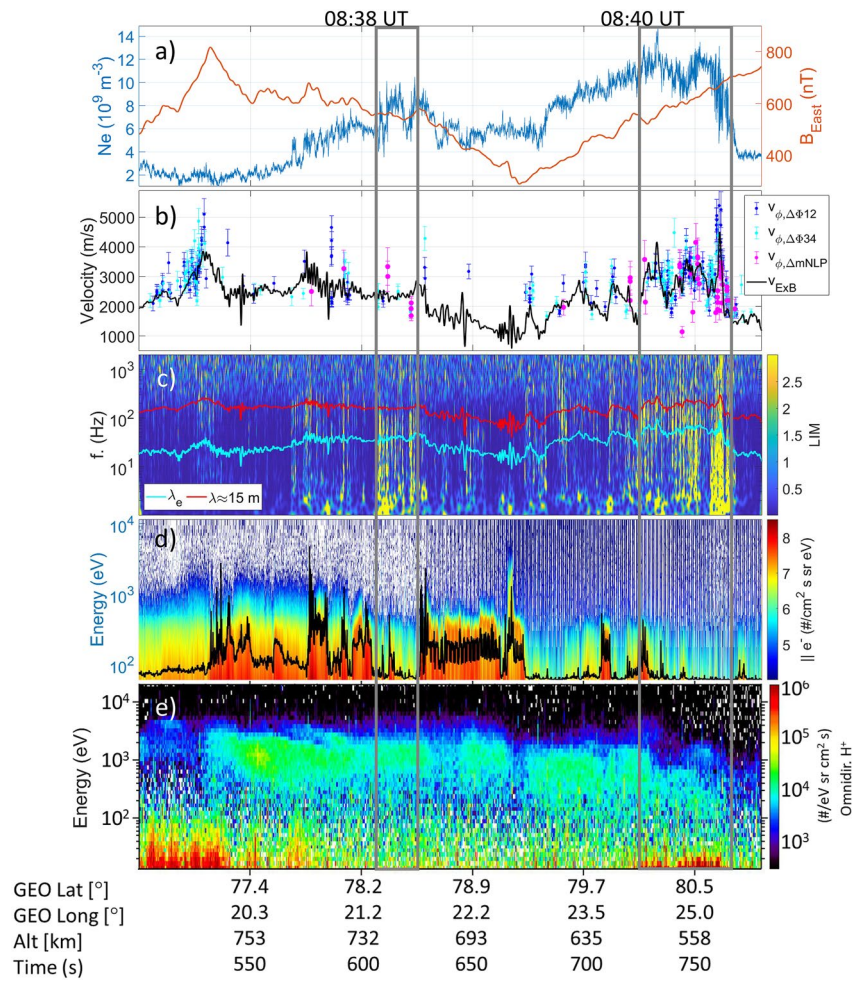 08:38 UT 08:40 UT
a)
14
12
10
8
6
4
2
Ne (10⁹ m⁻³)
800
600
400
B_East (nT)
b)
5000
4000
3000
2000
1000
Velocity (m/s)
v_ϕ,ΔΦ12
v_ϕ,ΔΦ34
v_ϕ,ΔmNLP
v_ExB
c)
10³
10²
10¹
f. (Hz)
λ_e λ≈15 m
2.5
2
1.5
1
0.5
LIM
d)
10⁴
10³
10²
Energy (eV)
8
7
6
5
|| e⁻ (#/cm² s sr eV)
e)
10⁴
10³
10²
Energy (eV)
10⁶
10⁵
10⁴
10³
(#/eV sr cm² s)
Omnidir. H⁺
GEO Lat [°] 77.4 78.2 78.9 79.7 80.5
GEO Long [°] 20.3 21.2 22.2 23.5 25.0
Alt [km] 753 732 693 635 558
Time (s) 550 600 650 700 750